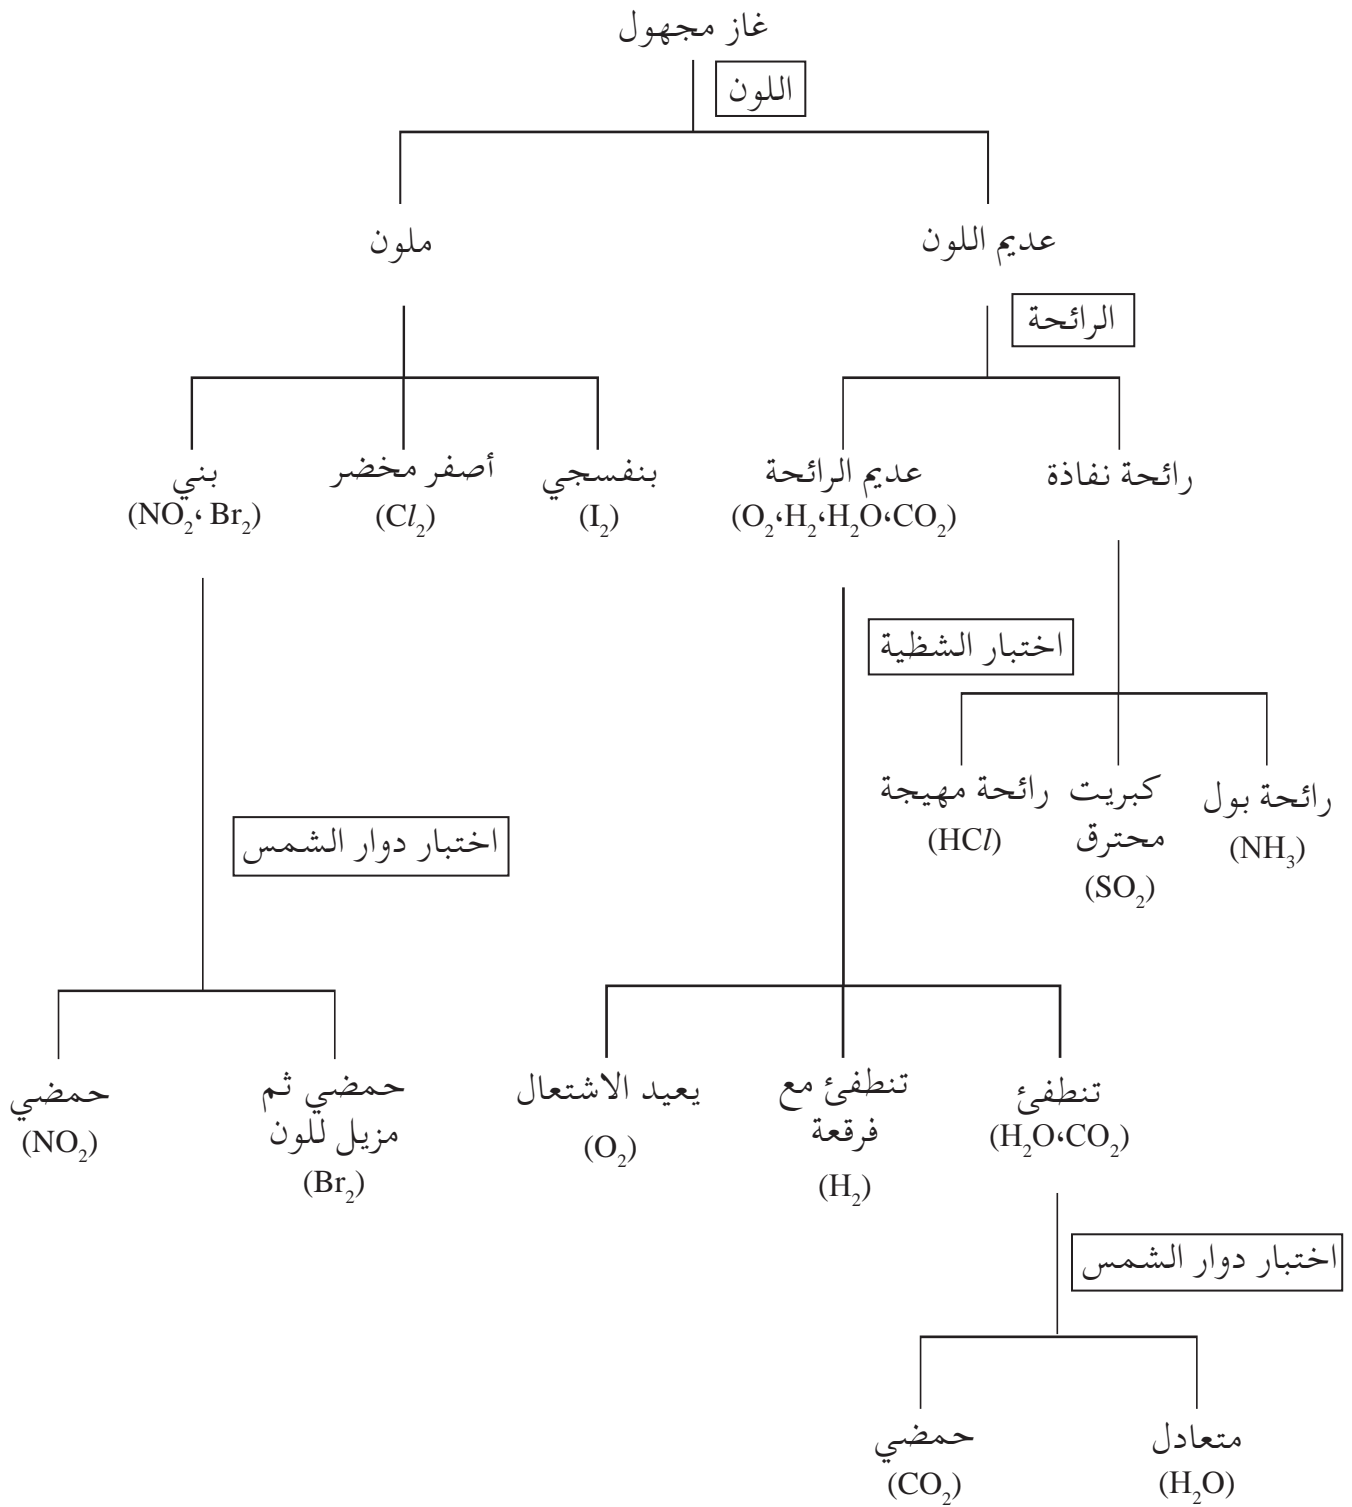 غاز مجهول
اللون
عديم اللون
ملون
الرائحة
رائحة نفاذة
عديم الرائحة
(O₂،H₂،H₂O،CO₂)
بنفسجي
(I₂)
أصفر مخضر
(Cl₂)
بني
(NO₂، Br₂)
اختبار الشظية
رائحة بول
(NH₃)
كبريت
محترق
(SO₂)
رائحة مهيجة
(HCl)
اختبار دوار الشمس
تنطفئ
(H₂O،CO₂)
تنطفئ مع
فرقعة
(H₂)
يعيد الاشتعال
(O₂)
حمضي ثم
مزيل للون
(Br₂)
حمضي
(NO₂)
اختبار دوار الشمس
متعادل
(H₂O)
حمضي
(CO₂)